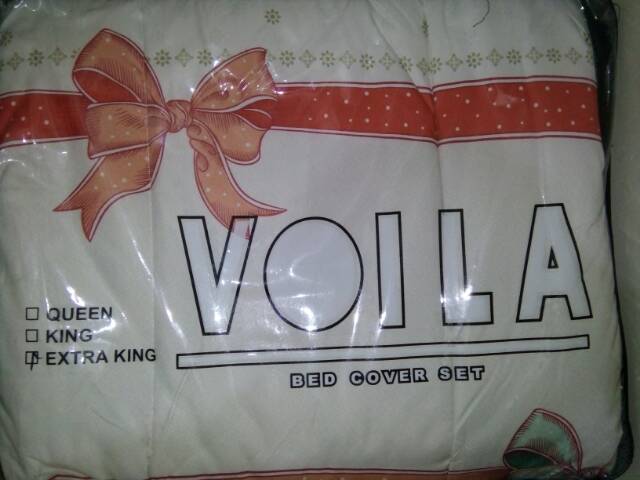 VOILA
QUEEN
KING
EXTRA KING
BED COVER SET